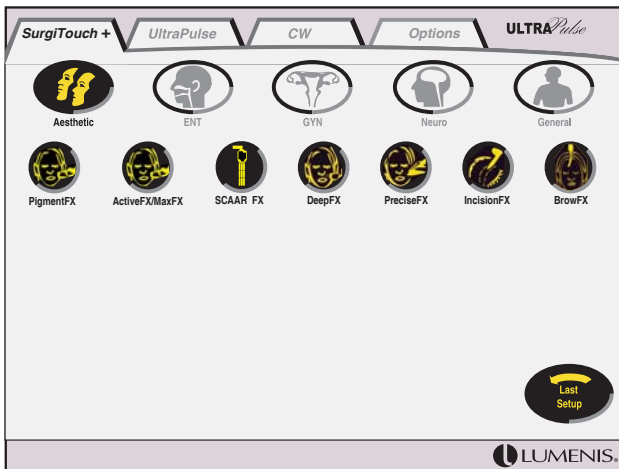 SurgiTouch + UltraPulse CW Options ULTRAPulse
Aesthetic ENT GYN Neuro General
PigmentFX ActiveFX/MaxFX SCAAR FX DeepFX PreciseFX IncisionFX BrowFX
Last
Setup
LUMENIS®